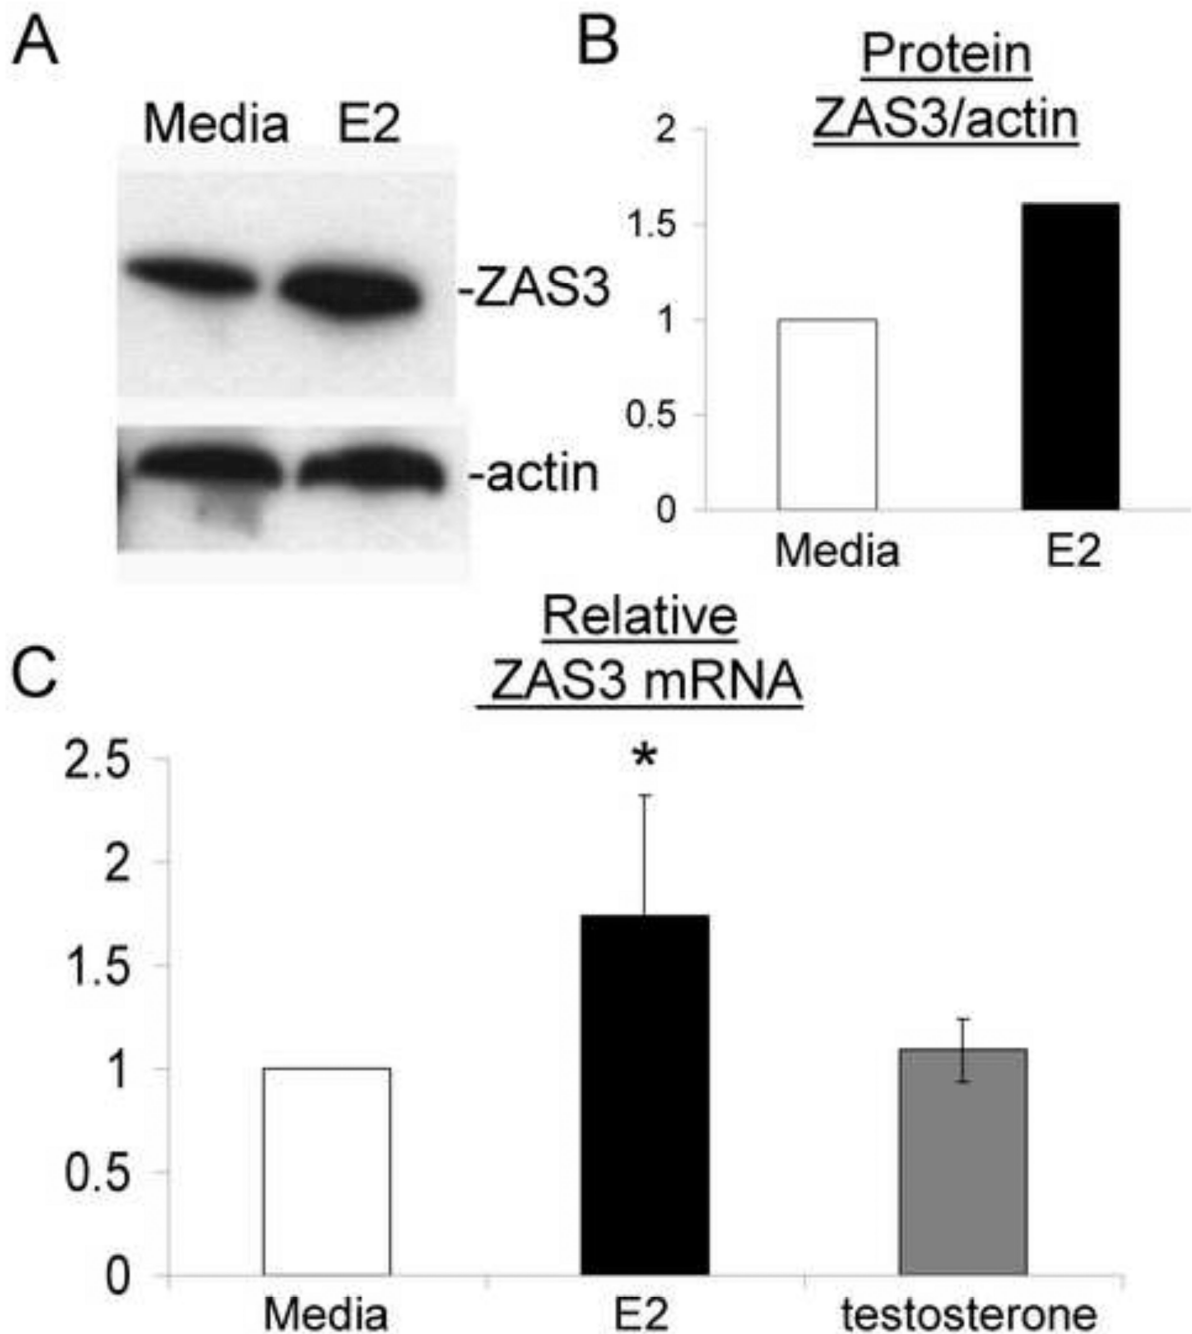 A
Media E2
-ZAS3
-actin
B
Protein
ZAS3/actin
2
1.5
1
0.5
0
Media E2
C
Relative
ZAS3 mRNA
*
2.5
2
1.5
1
0.5
0
Media E2 testosterone